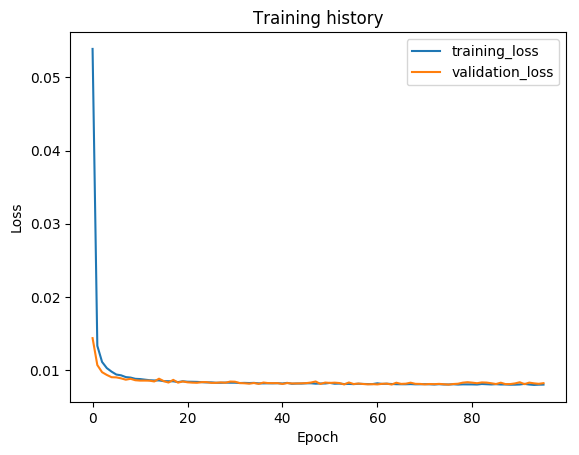 Training history
training_loss
validation_loss
0.05
0.04
0.03
0.02
0.01
Loss
0 20 40 60 80
Epoch